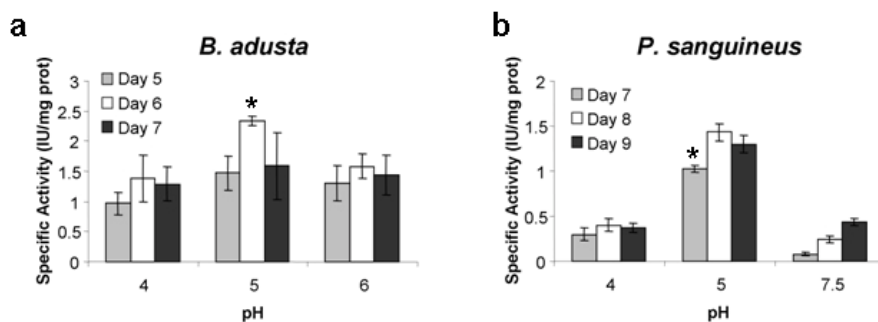 a
B. adusta
Specific Activity (IU/mg prot)
3
2.5
2
1.5
1
0.5
0
Day 5
Day 6
Day 7
*
4 5 6
pH
b
P. sanguineus
Specific Activity (IU/mg prot)
2
1.5
1
0.5
0
Day 7
Day 8
Day 9
*
4 5 7.5
pH